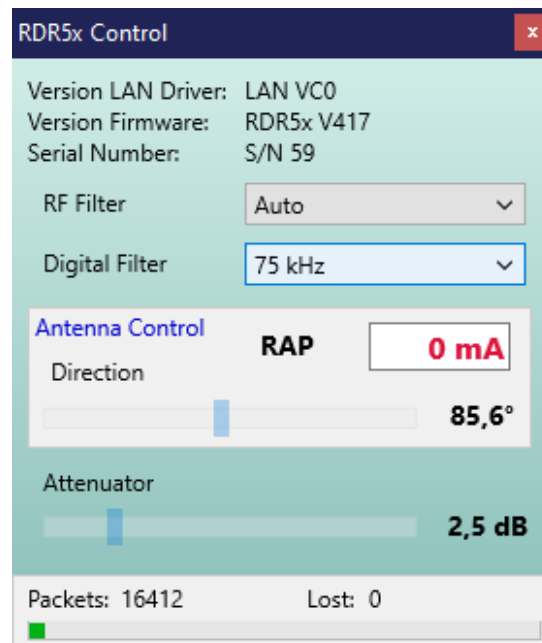 RDR5x Control x
Version LAN Driver: LAN VC0
Version Firmware: RDR5x V417
Serial Number: S/N 59
RF Filter Auto
Digital Filter 75 kHz
Antenna Control RAP 0 mA
Direction
85,6°
Attenuator
2,5 dB
Packets: 16412 Lost: 0